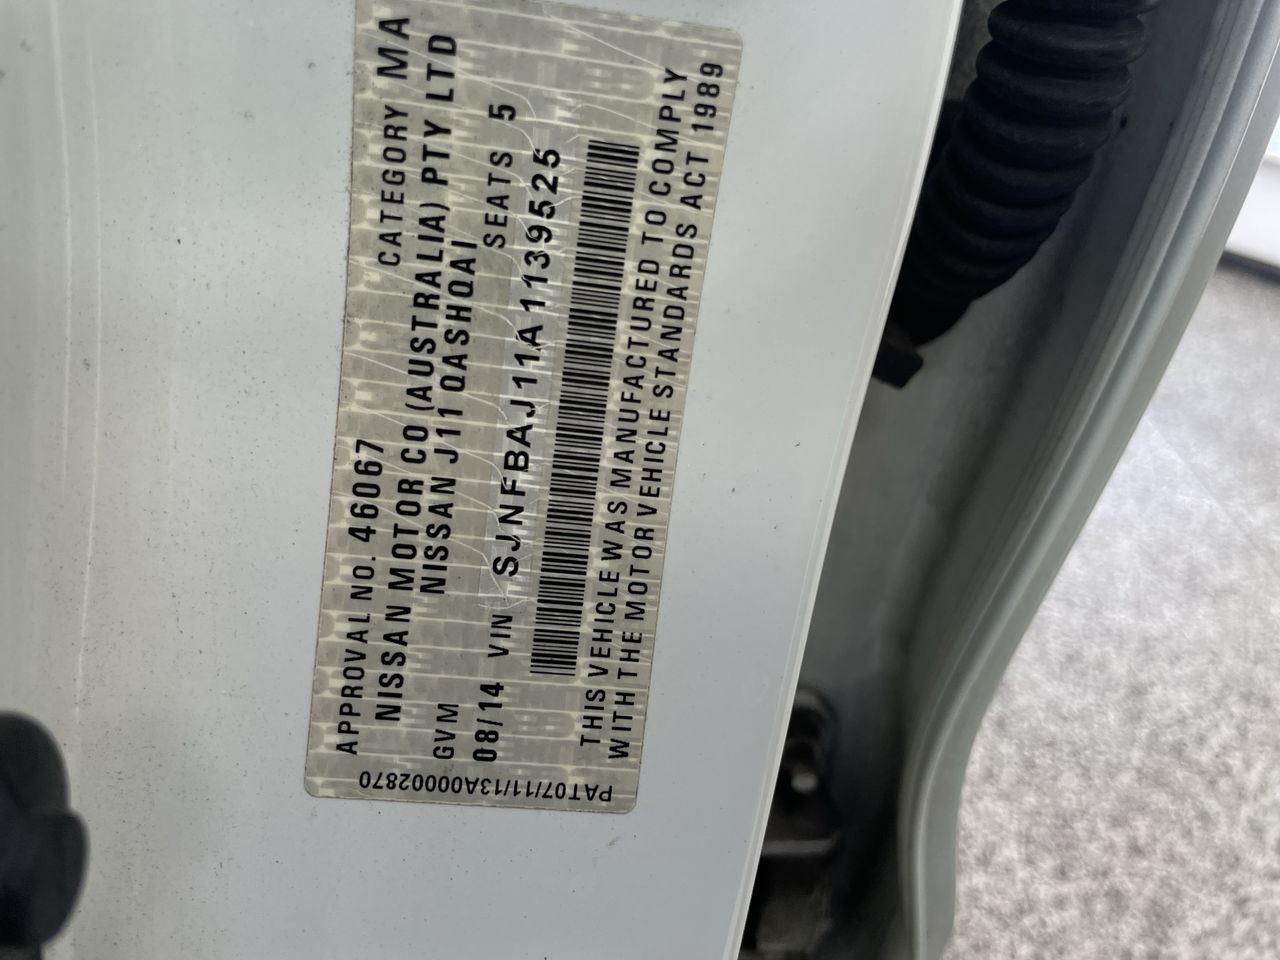 APPROVAL NO. 46067 CATEGORY MA
NISSAN MOTOR CO (AUSTRALIA) PTY LTD
NISSAN J11 QASHQAI
GVM SEATS 5
08/14 VIN SJNFBAJ11A1139525
THIS VEHICLE WAS MANUFACTURED TO COMPLY
WITH THE MOTOR VEHICLE STANDARDS ACT 1989
PAT07/11/13A000002870